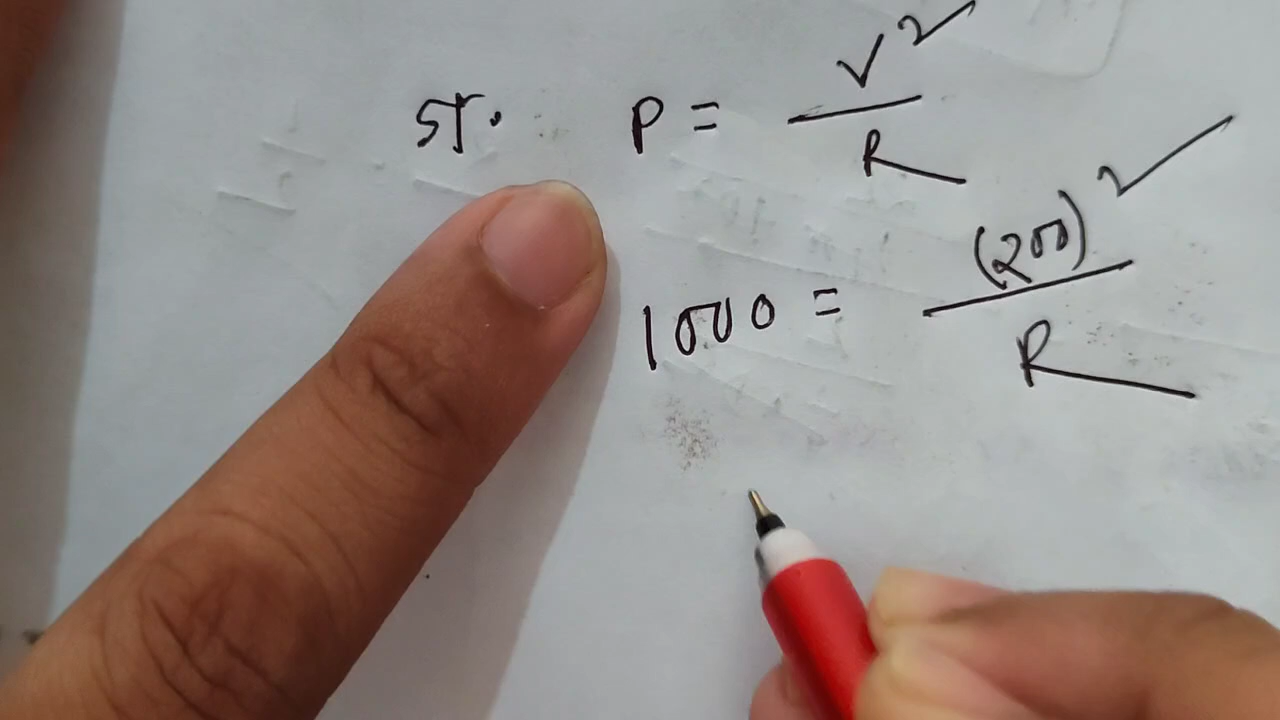 ST. P = V²/R
1000 = (200)²/R